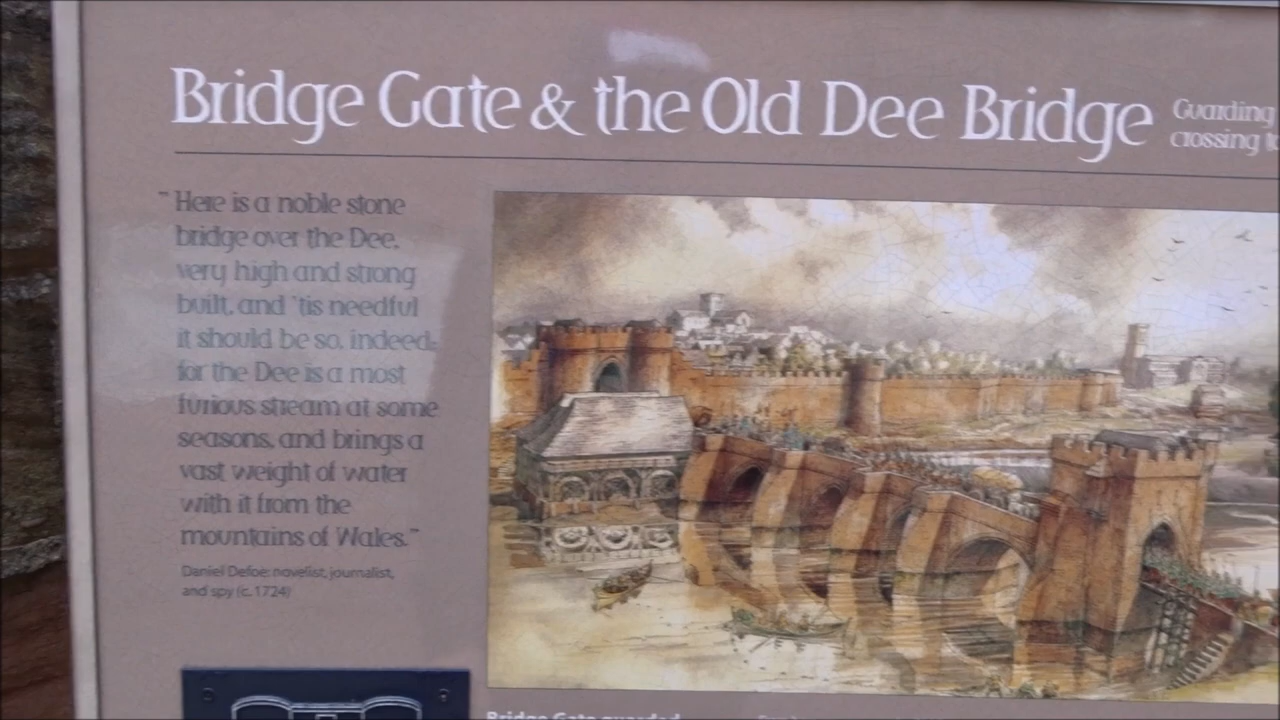 Bridge Gate & the Old Dee Bridge
Guarding
crossing
" Here is a noble stone
bridge over the Dee,
very high and strong
built, and 'tis needful
it should be so, indeed;
for the Dee is a most
furious stream at some
seasons, and brings a
vast weight of water
with it from the
mountains of Wales."
Daniel Defoe: novelist, journalist,
and spy (c. 1724)
Bridge Gate guarded